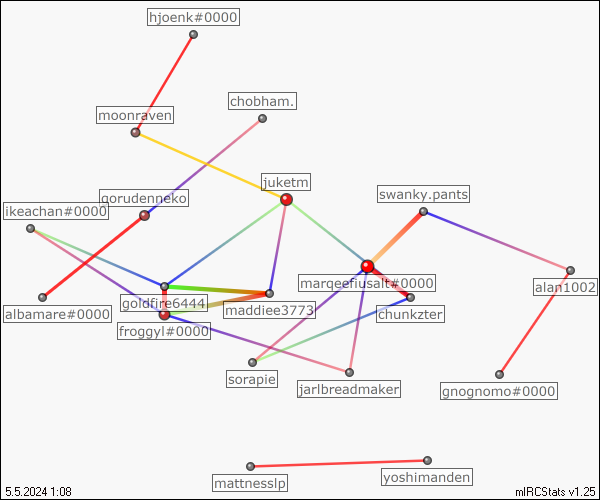 hjoenk#0000
chobham.
moonraven
juketm
swanky.pants
qorudenneko
ikeachan#0000
marqeefiusalt#0000
alan1002
goldfire6444
maddiee3773
albamare#0000
chunkzter
froggyl#0000
sorapie
jarlbreadmaker
gnognomo#0000
yoshimanden
mattnesslp
5.5.2024 1:08
mIRCStats v1.25